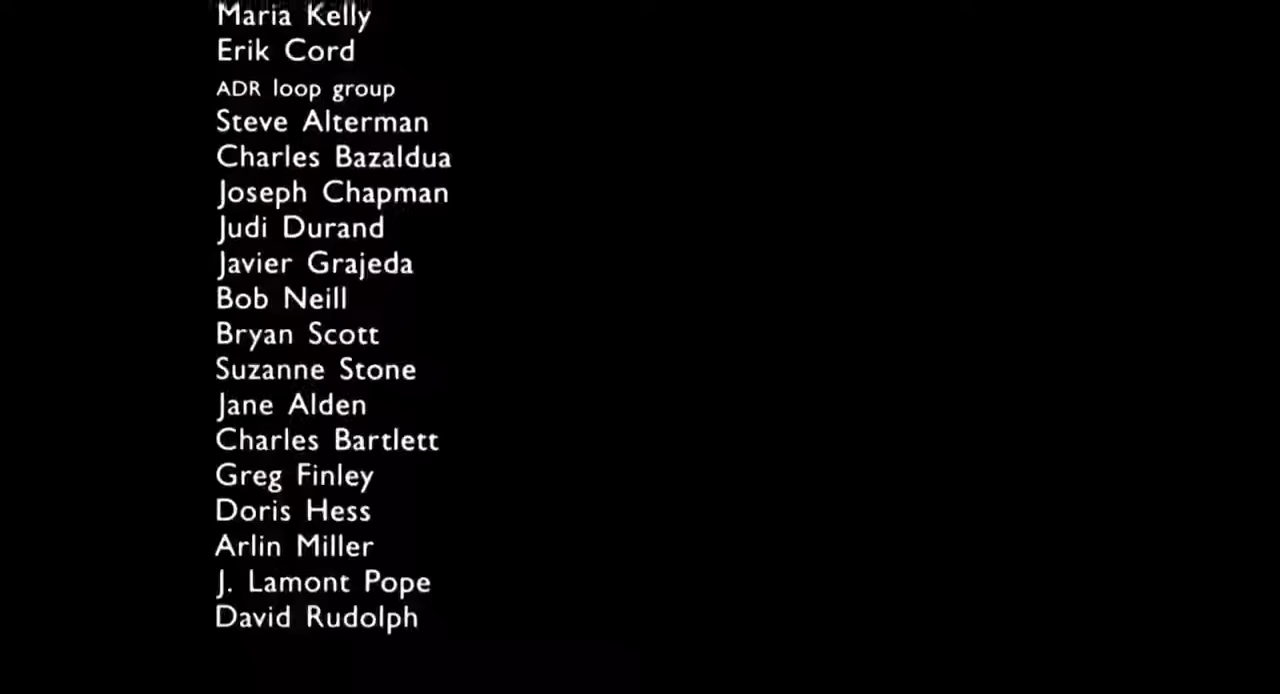 Maria Kelly
Erik Cord
ADR loop group
Steve Alterman
Charles Bazaldua
Joseph Chapman
Judi Durand
Javier Grajeda
Bob Neill
Bryan Scott
Suzanne Stone
Jane Alden
Charles Bartlett
Greg Finley
Doris Hess
Arlin Miller
J. Lamont Pope
David Rudolph